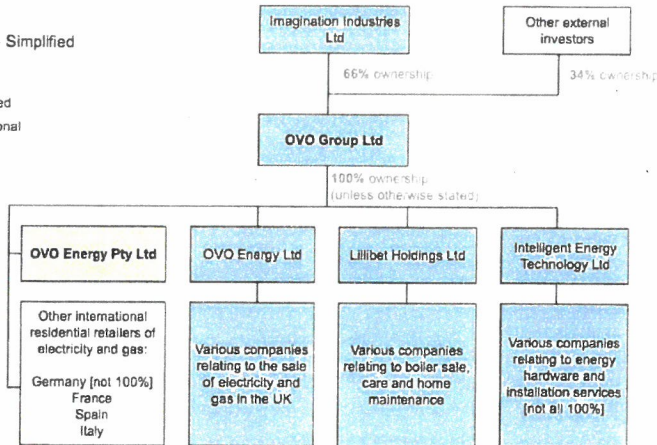 Simplified
ed
onal
Imagination Industries
Ltd
Other external
investors
66% ownership
34% ownership
OVO Group Ltd
100% ownership
(unless otherwise stated)
OVO Energy Pty Ltd
OVO Energy Ltd
Lillibet Holdings Ltd
Intelligent Energy
Technology Ltd
Other international
residential retailers of
electricity and gas:
Germany [not 100%]
France
Spain
Italy
Various companies
relating to the sale
of electricity and
gas in the UK
Various companies
relating to boiler sale,
care and home
maintenance
Various companies
relating to energy
hardware and
installation services
[not all 100%]